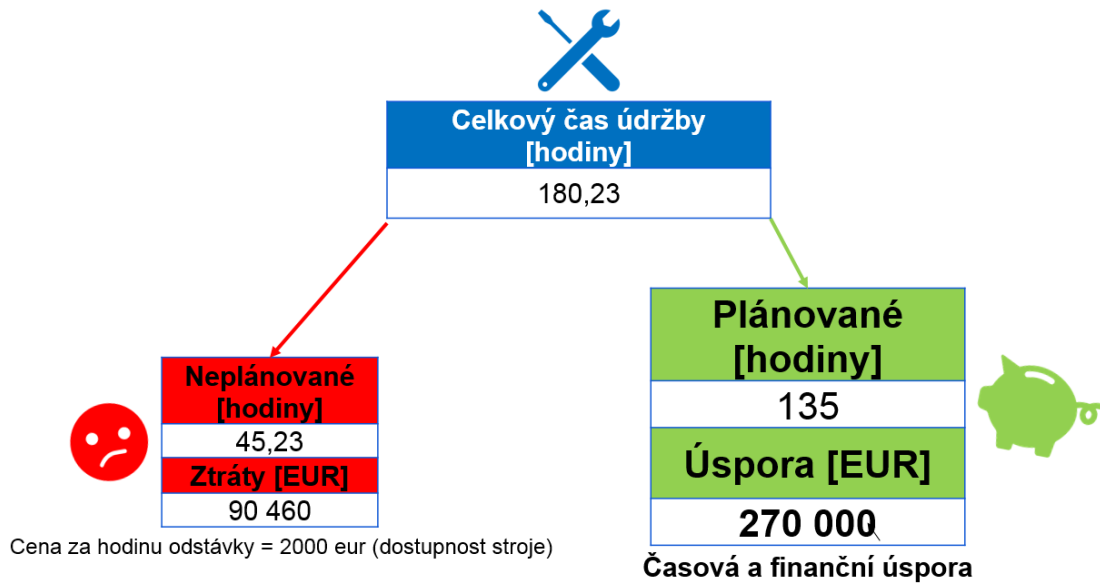 Celkový čas údržby
[hodiny]
180,23
Neplánované
[hodiny]
45,23
Ztráty [EUR]
90 460
Cena za hodinu odstávky = 2000 eur (dostupnost stroje)
Plánované
[hodiny]
135
Úspora [EUR]
270 000
Časová a finanční úspora